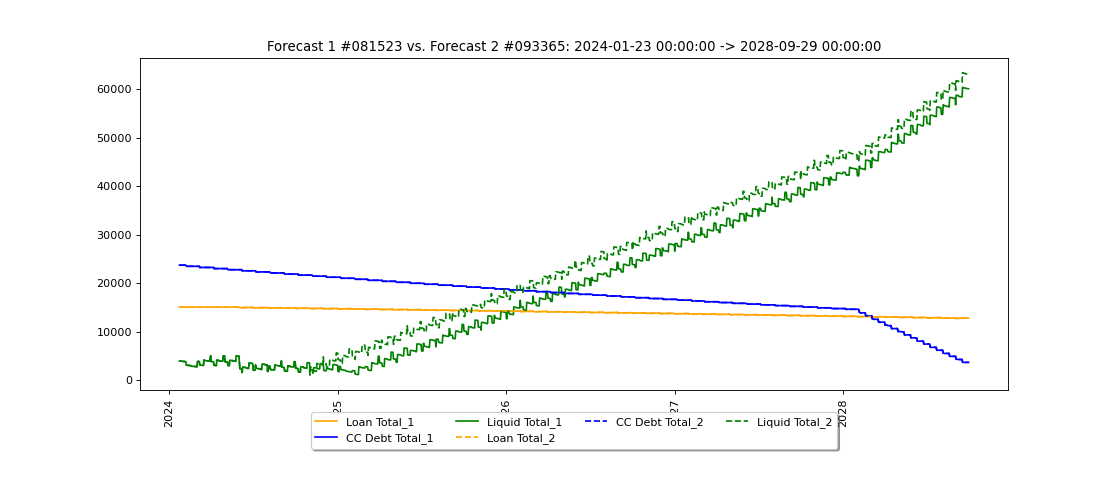 Forecast 1 #081523 vs. Forecast 2 #093365: 2024-01-23 00:00:00 -> 2028-09-29 00:00:00
60000
50000
40000
30000
20000
10000
0
2024
25
26
27
2028
Loan Total_1
Liquid Total_1
CC Debt Total_2
Liquid Total_2
CC Debt Total_1
Loan Total_2